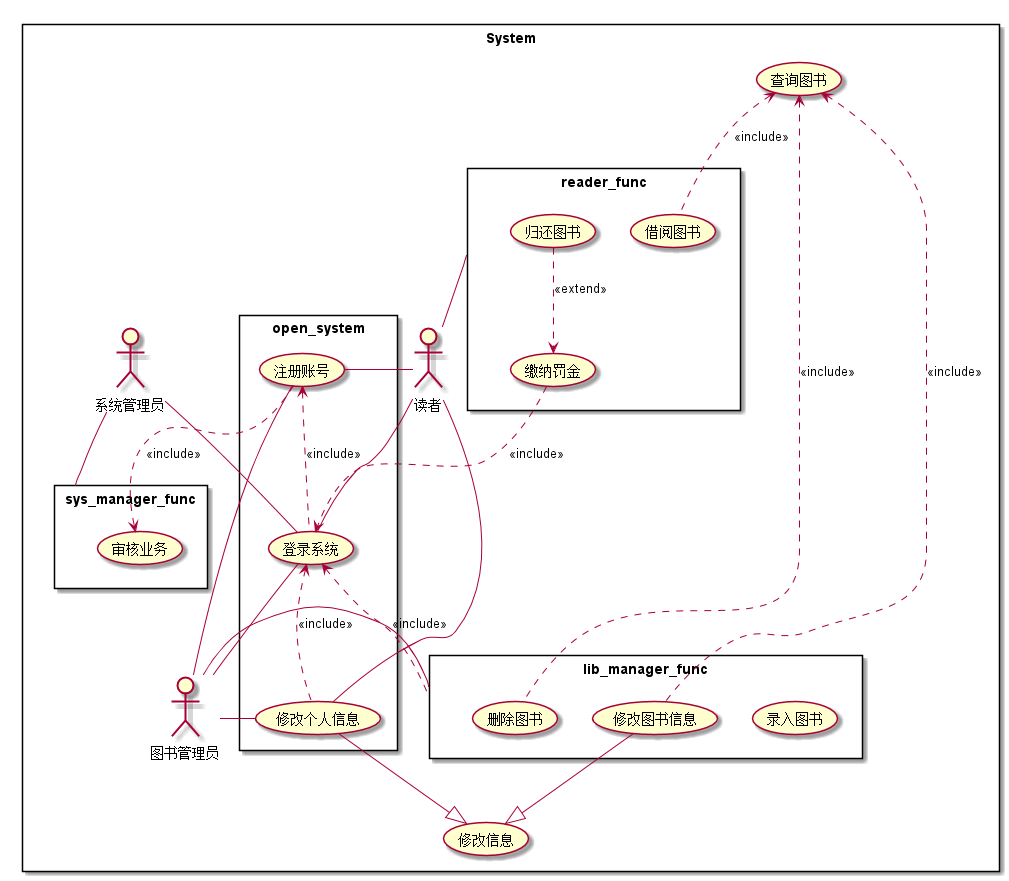 System
查询图书
«include»
reader_func
归还图书
借阅图书
«extend»
open_system
注册账号
缴纳罚金
«include»
«include»
系统管理员
读者
«include»
«include»
«include»
sys_manager_func
审核业务
登录系统
«include»
«include»
lib_manager_func
修改个人信息
删除图书
修改图书信息
录入图书
图书管理员
修改信息